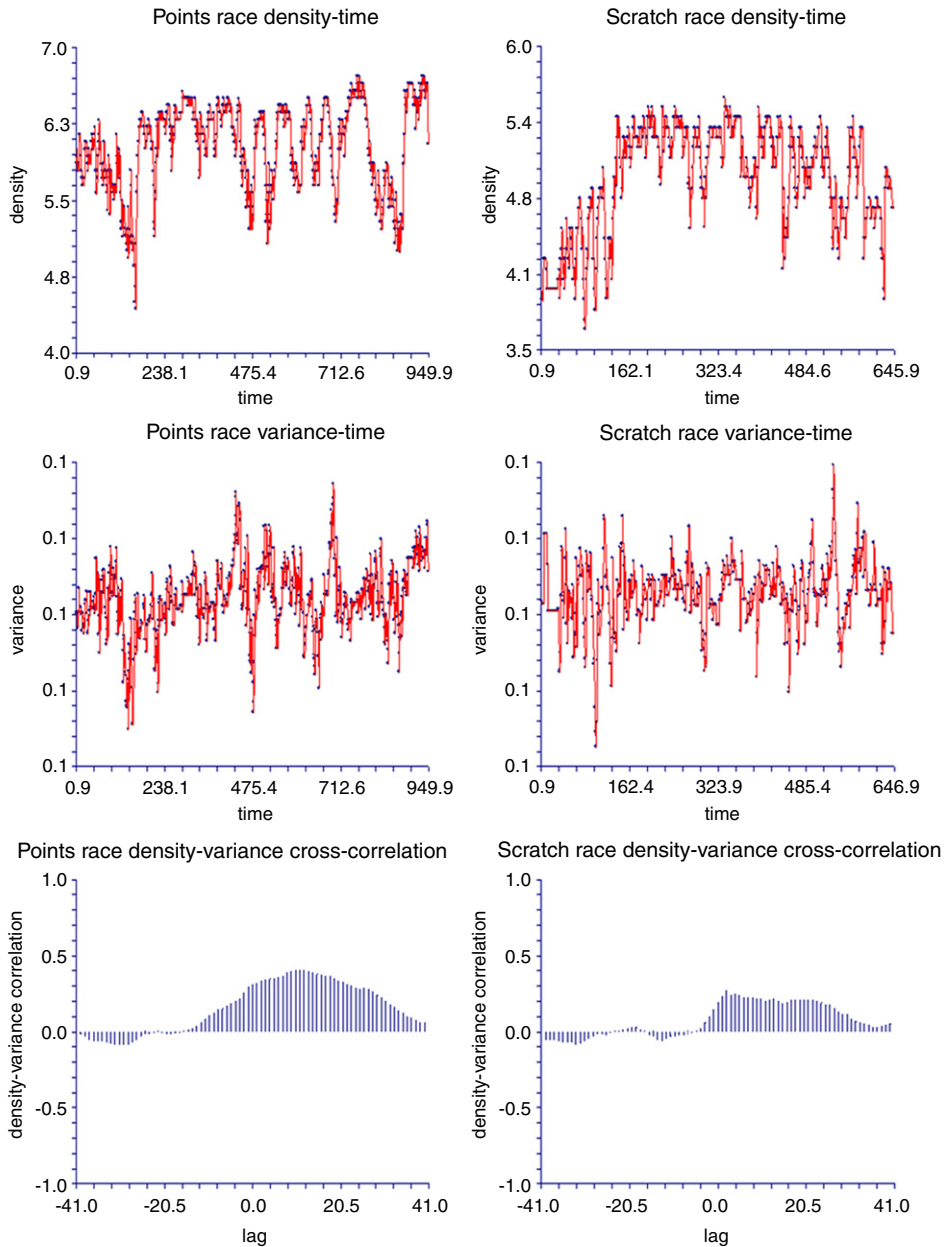 Points race density-time
7.0
6.3
5.5
4.8
4.0
density
0.9 238.1 475.4 712.6 949.9
time
Scratch race density-time
6.0
5.4
4.8
4.1
3.5
density
0.9 162.1 323.4 484.6 645.9
time
Points race variance-time
0.1
0.1
0.1
0.1
0.1
variance
0.9 238.1 475.4 712.6 949.9
time
Scratch race variance-time
0.1
0.1
0.1
0.1
0.1
variance
0.9 162.4 323.9 485.4 646.9
time
Points race density-variance cross-correlation
1.0
0.5
0.0
-0.5
-1.0
density-variance correlation
-41.0 -20.5 0.0 20.5 41.0
lag
Scratch race density-variance cross-correlation
1.0
0.5
0.0
-0.5
-1.0
density-variance correlation
-41.0 -20.5 0.0 20.5 41.0
lag